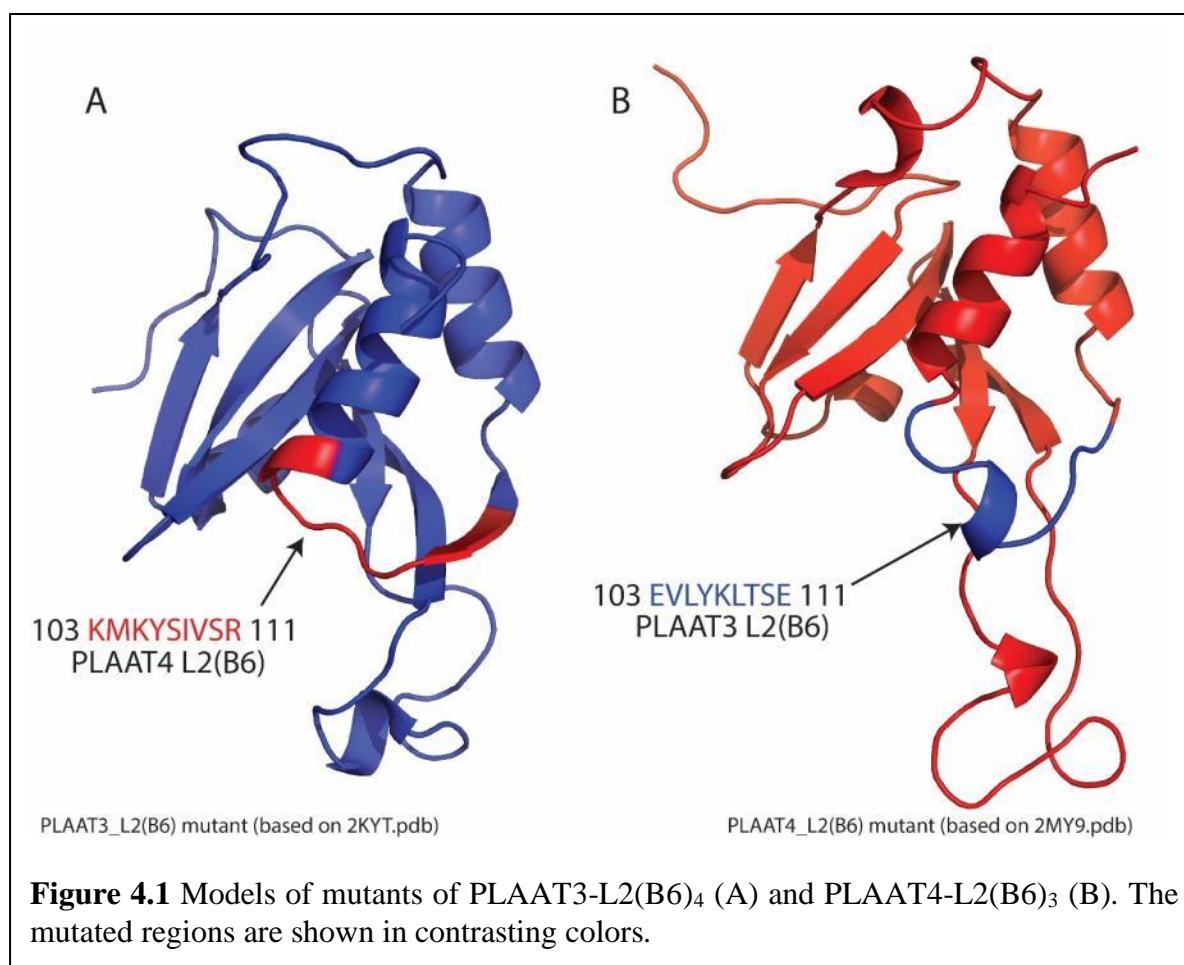 A
B
103 KMKYSIVSR 111
PLAAT4 L2(B6)
103 EVLYKLTSE 111
PLAAT3 L2(B6)
PLAAT3_L2(B6) mutant (based on 2KYT.pdb)
PLAAT4_L2(B6) mutant (based on 2MY9.pdb)
Figure 4.1 Models of mutants of PLAAT3-L2(B6)4 (A) and PLAAT4-L2(B6)3 (B). The
mutated regions are shown in contrasting colors.